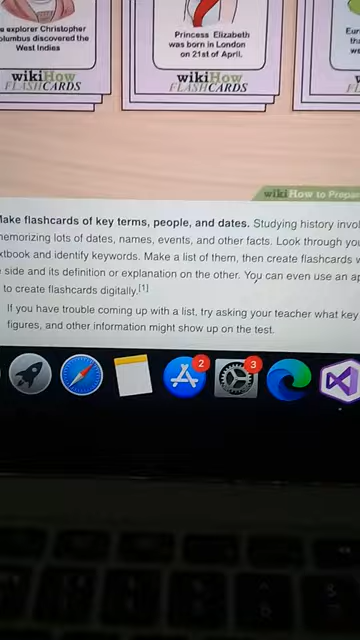 e explorer Christopher
olumbus discovered the
West Indies
wikiHow
FLASHCARDS
Princess Elizabeth
was born in London
on 21st of April.
wikiHow
FLASHCARDS
Eur
tha
we
wikiHow to Prepar
Make flashcards of key terms, people, and dates. Studying history invol
memorizing lots of dates, names, events, and other facts. Look through you
xtbook and identify keywords. Make a list of them, then create flashcards w
e side and its definition or explanation on the other. You can even use an ap
to create flashcards digitally.[1]
If you have trouble coming up with a list, try asking your teacher what key
figures, and other information might show up on the test.
2
3